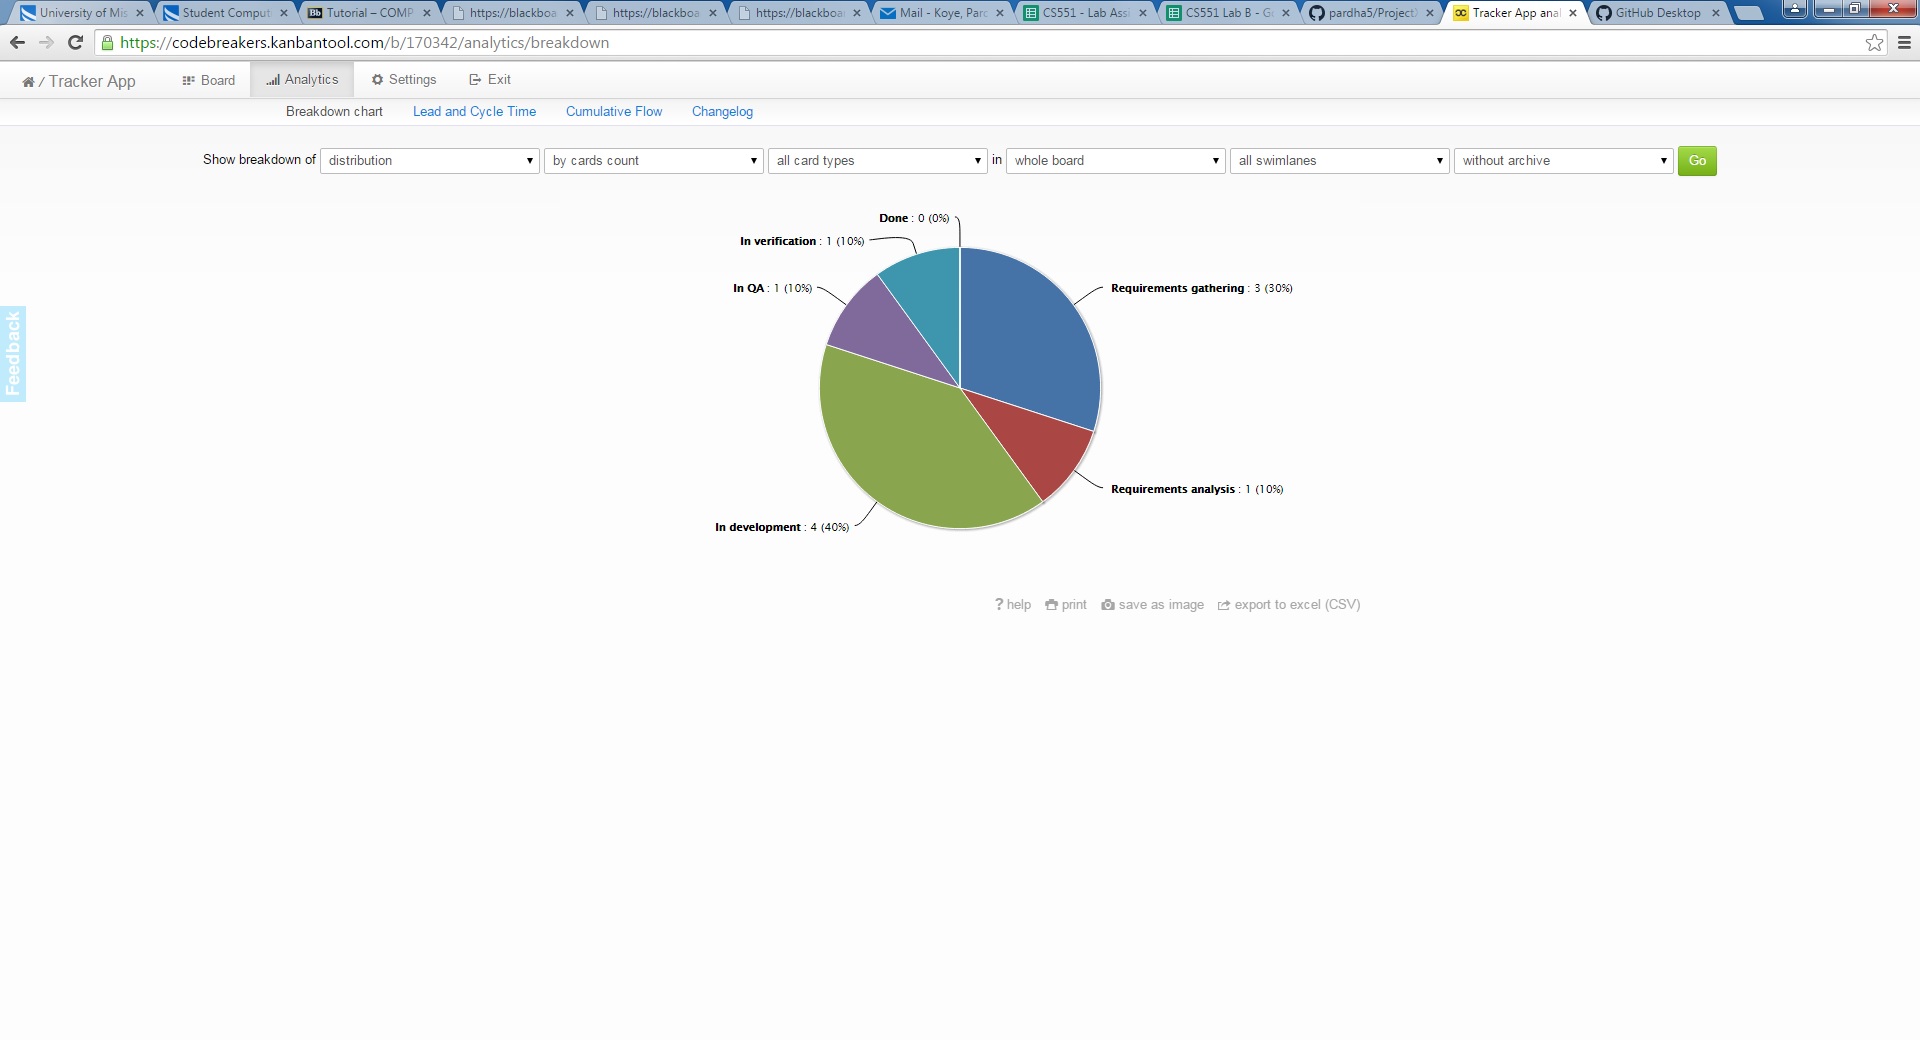 University of Mis
Student Comput
Bb Tutorial – COMP
https://blackboa
https://blackboa
https://blackboa
Mail - Koye, Parc
CS551 - Lab Assi
CS551 Lab B - G
pardha5/Project
Tracker App anal
GitHub Desktop
https://codebreakers.kanbantool.com/b/170342/analytics/breakdown
/ Tracker App
Board
Analytics
Settings
Exit
Breakdown chart
Lead and Cycle Time
Cumulative Flow
Changelog
Show breakdown of
distribution
by cards count
all card types
in
whole board
all swimlanes
without archive
Go
Done : 0 (0%)
In verification : 1 (10%)
In QA : 1 (10%)
Requirements gathering : 3 (30%)
Feedback
Requirements analysis : 1 (10%)
In development : 4 (40%)
? help
print
save as image
export to excel (CSV)